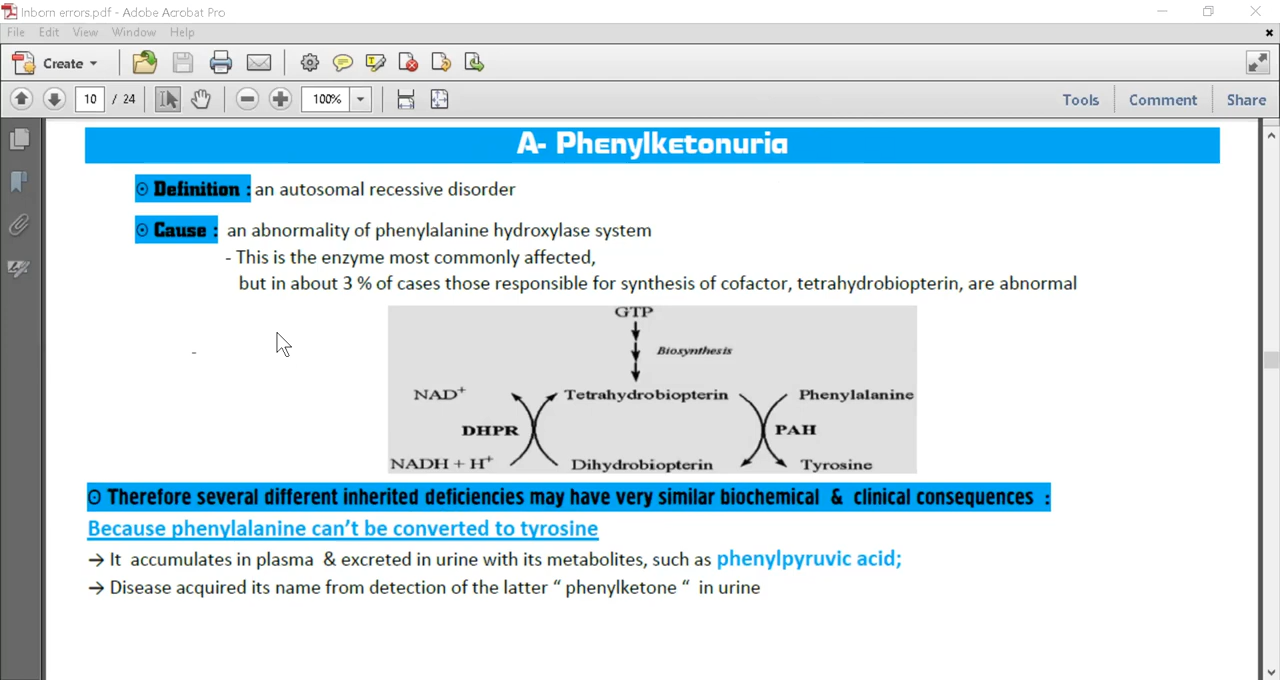 Inborn errors.pdf - Adobe Acrobat Pro
File Edit View Window Help
Create
10 / 24 100% Tools Comment Share
A- Phenylketonuria
⊙ Definition : an autosomal recessive disorder
⊙ Cause : an abnormality of phenylalanine hydroxylase system
- This is the enzyme most commonly affected,
but in about 3 % of cases those responsible for synthesis of cofactor, tetrahydrobiopterin, are abnormal
-
GTP
Biosynthesis
NAD+ Tetrahydrobiopterin Phenylalanine
DHPR PAH
NADH + H+ Dihydrobiopterin Tyrosine
⊙ Therefore several different inherited deficiencies may have very similar biochemical & clinical consequences :
Because phenylalanine can't be converted to tyrosine
→ It accumulates in plasma & excreted in urine with its metabolites, such as phenylpyruvic acid;
→ Disease acquired its name from detection of the latter “ phenylketone “ in urine